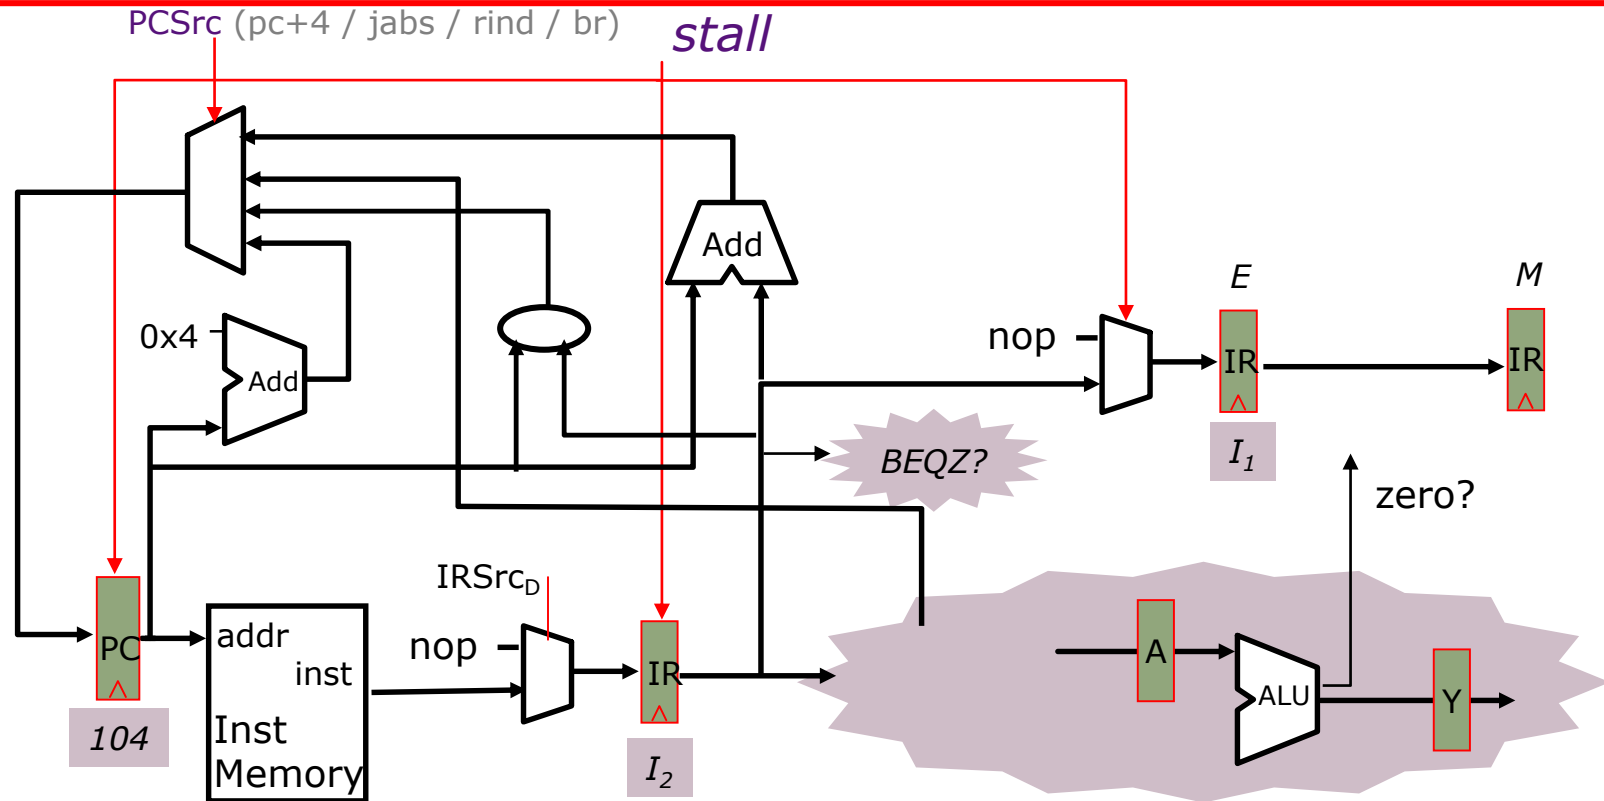 PCSrc (pc+4 / jabs / rind / br)
stall
Add
E
M
0x4
Add
nop
IR
IR
BEQZ?
I1
zero?
IRSrcD
PC
addr
inst
nop
IR
A
ALU
Y
Inst
Memory
104
I2